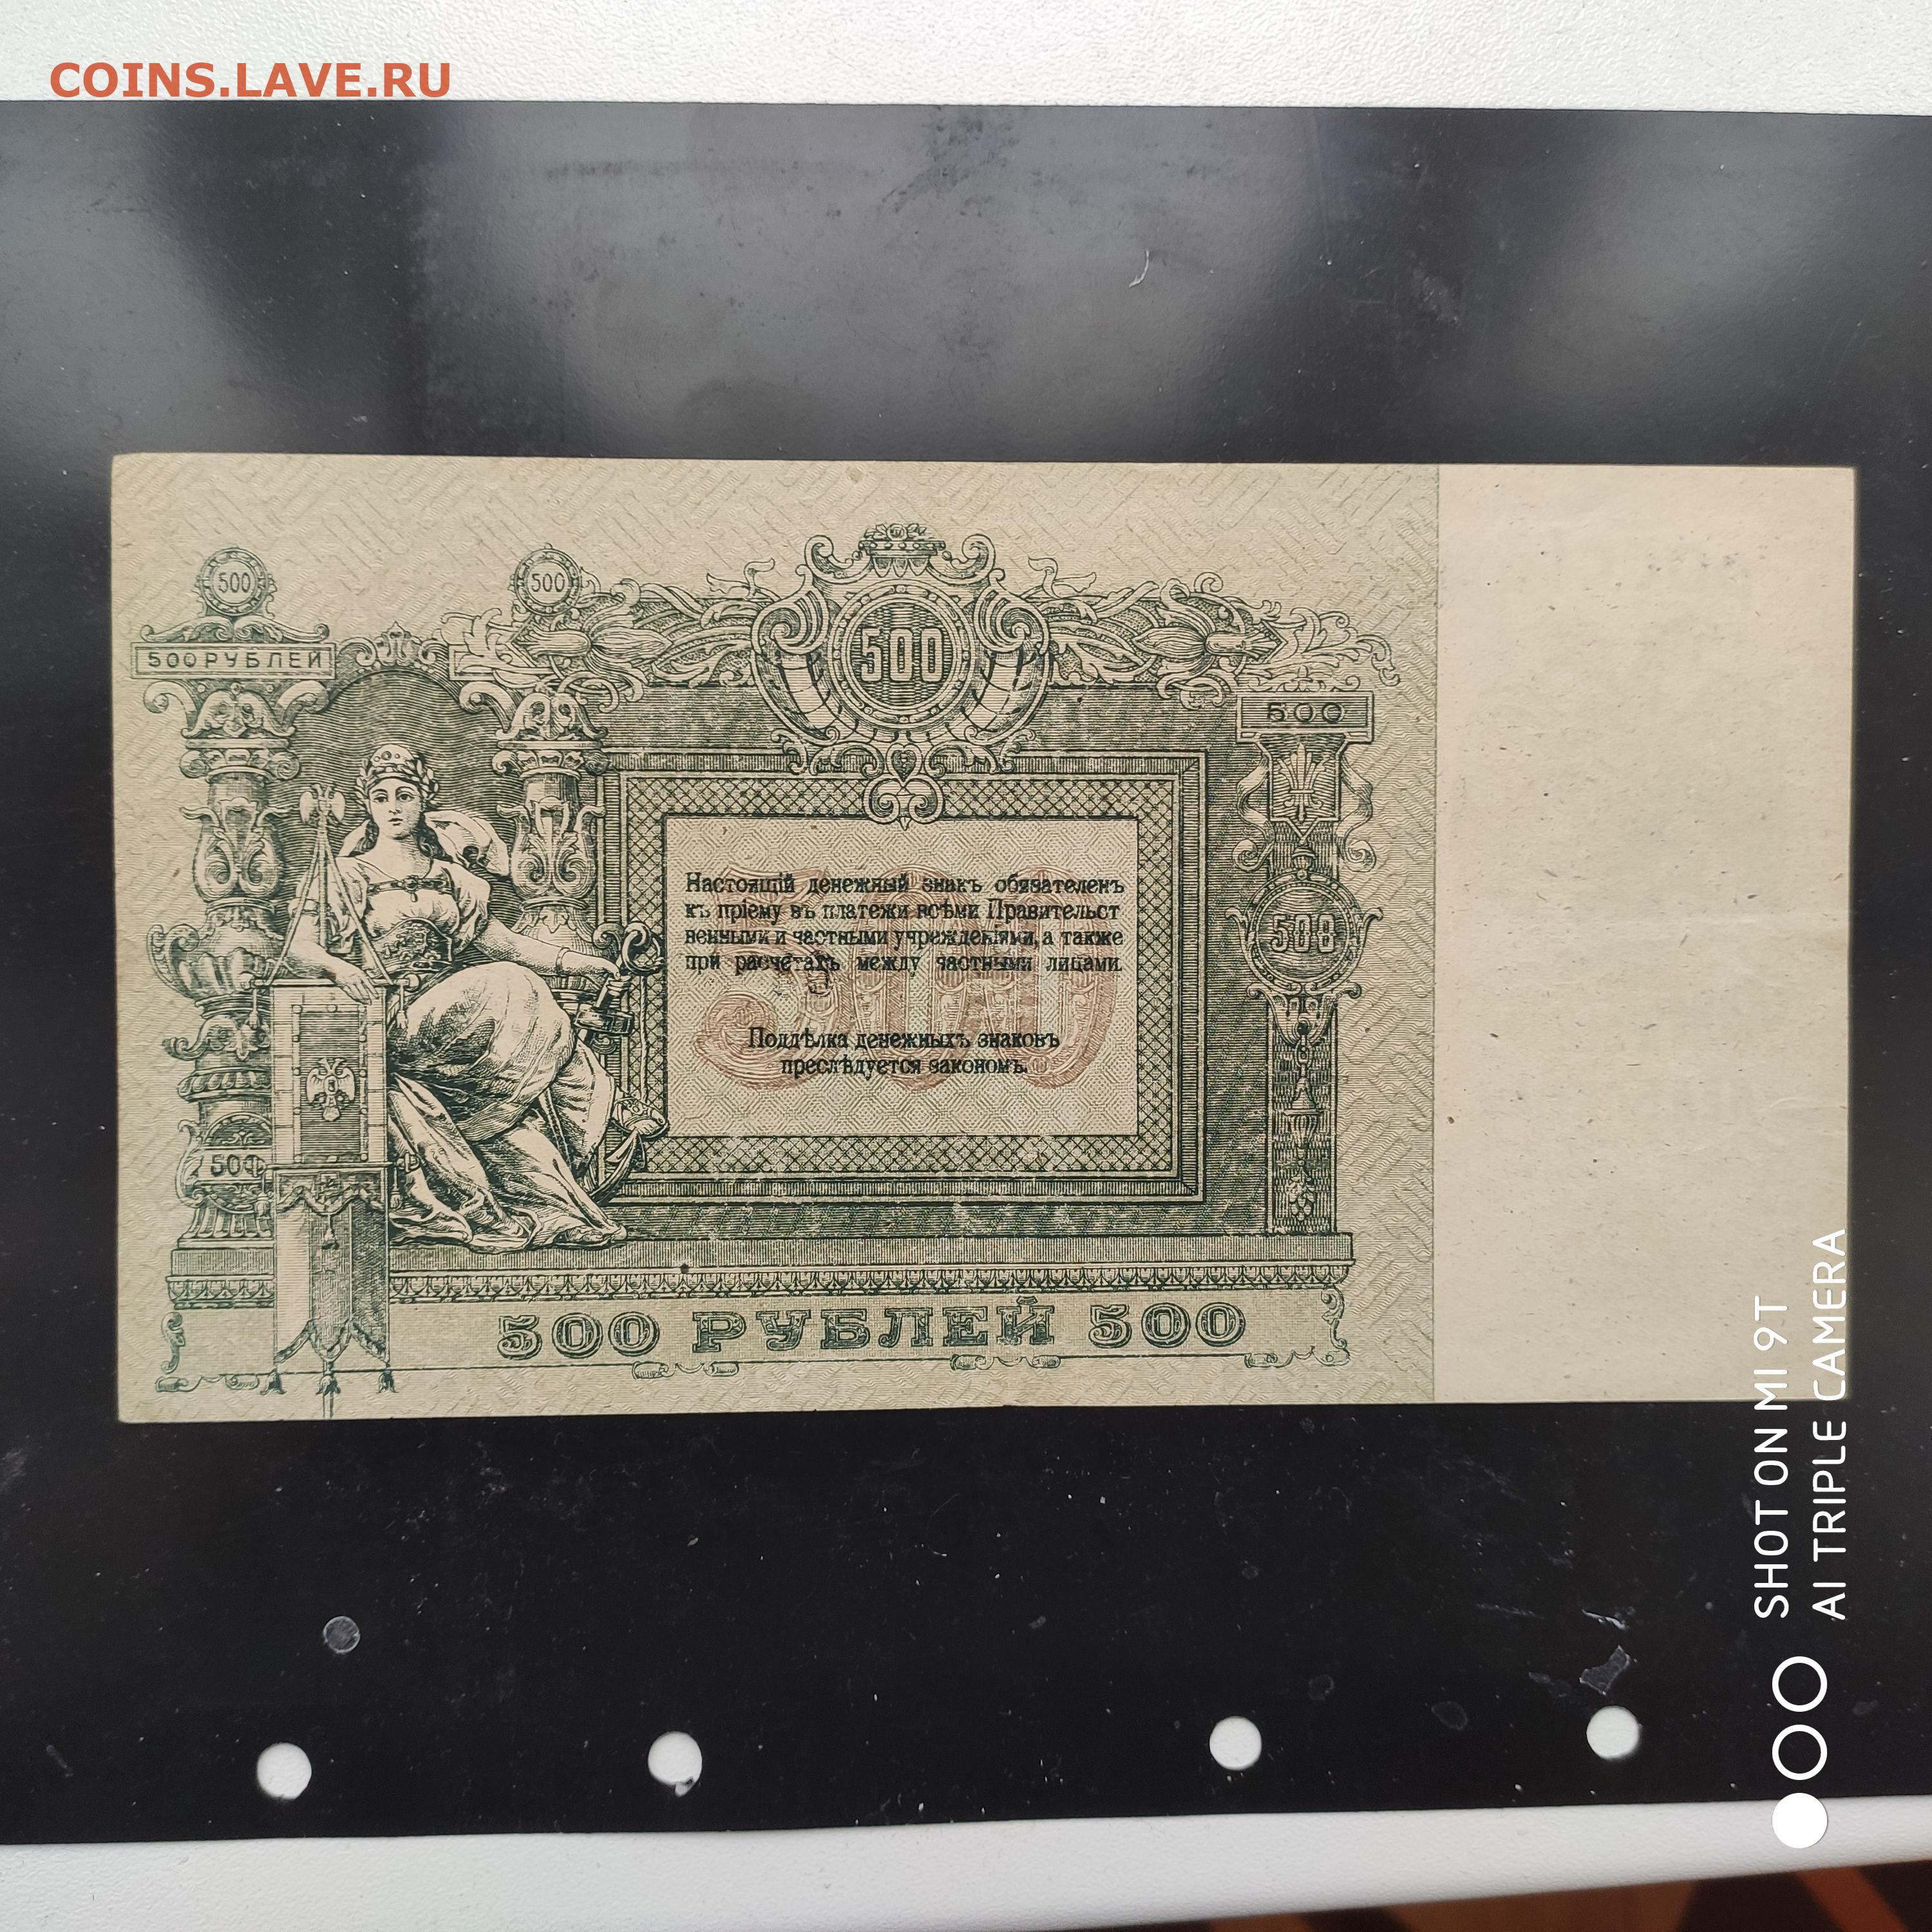 COINS.LAVE.RU
500
500
500
500 РУБЛЕЙ
500
Настоящій денежный знакъ обязателенъ
къ пріему въ платежи всѣми Правительст
венными и частными учрежденіями, а также
при расчетахъ между частными лицами.
500
500
Поддѣлка денежныхъ знаковъ
преслѣдуется закономъ.
500
500 РУБЛЕЙ 500
SHOT ON MI 9T
AI TRIPLE CAMERA